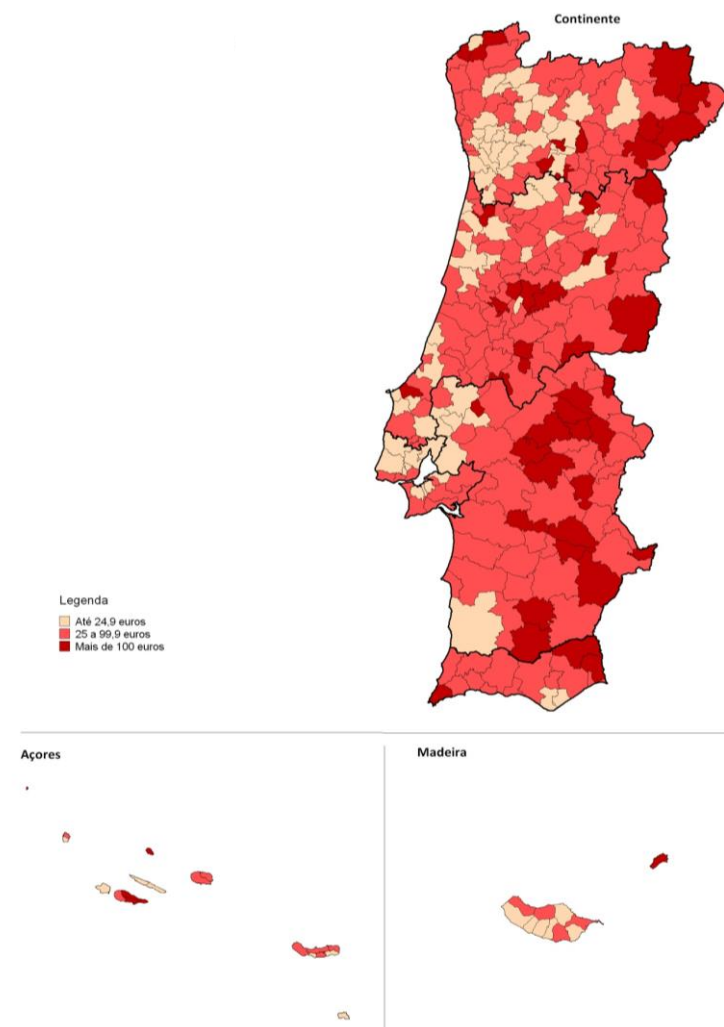 Continente
Legenda
Até 24,9 euros
25 a 99,9 euros
Mais de 100 euros
Açores
Madeira